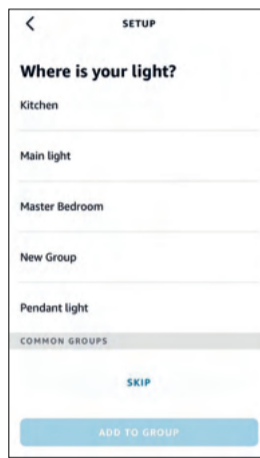 SETUP
Where is your light?
Kitchen
Main light
Master Bedroom
New Group
Pendant light
COMMON GROUPS
SKIP
ADD TO GROUP